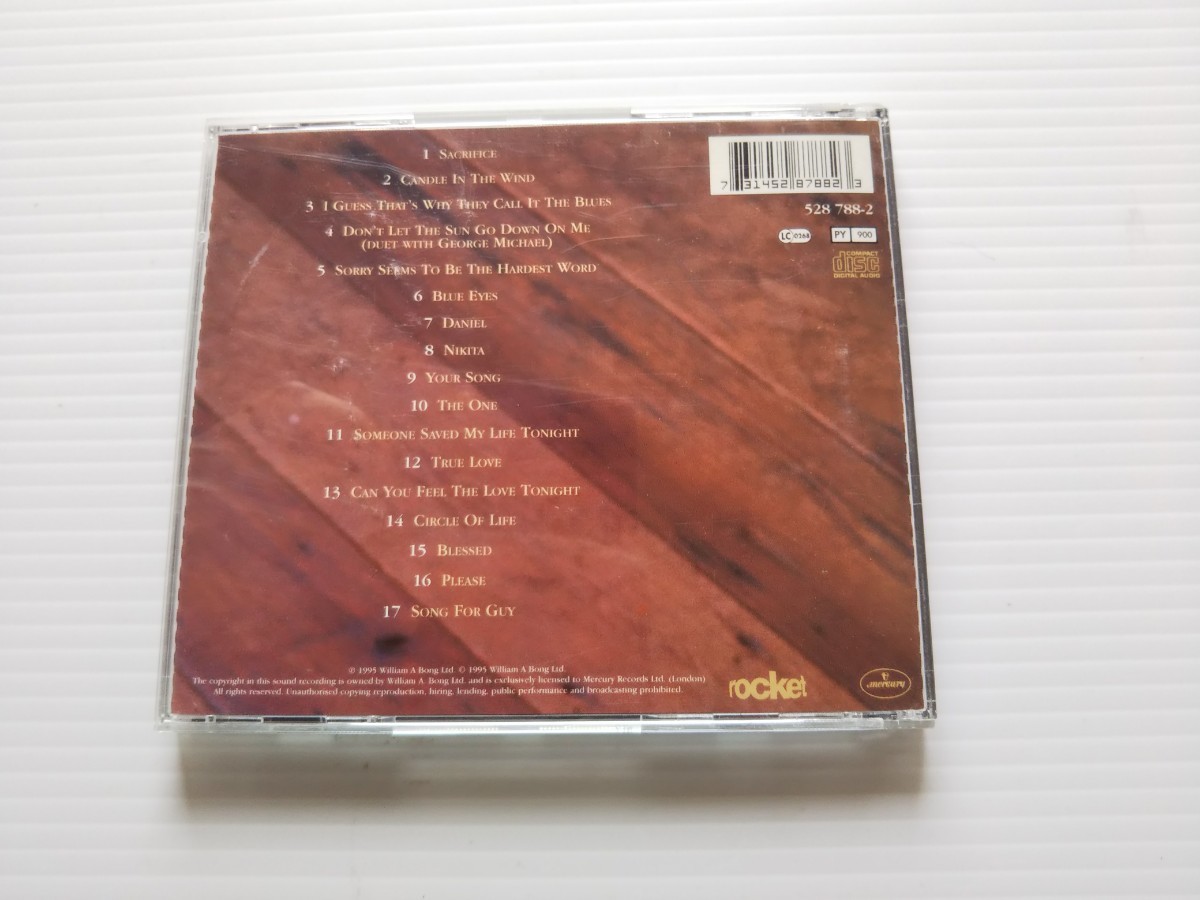 1 Sacrifice
2 Candle In The Wind
3 I Guess That's Why They Call It The Blues
4 Don't Let The Sun Go Down On Me
(duet with George Michael)
5 Sorry Seems To Be The Hardest Word
6 Blue Eyes
7 Daniel
8 Nikita
9 Your Song
10 The One
11 Someone Saved My Life Tonight
12 True Love
13 Can You Feel The Love Tonight
14 Circle Of Life
15 Blessed
16 Please
17 Song For Guy
7 31452 87882 3
528 788-2
LC 0264
PY 900
COMPACT
disc
DIGITAL AUDIO
℗ 1995 William A Bong Ltd. © 1995 William A Bong Ltd.
The copyright in this sound recording is owned by William A. Bong Ltd. and is exclusively licensed to Mercury Records Ltd. (London)
All rights reserved. Unauthorised copying reproduction, hiring, lending, public performance and broadcasting prohibited.
rocket
mercury